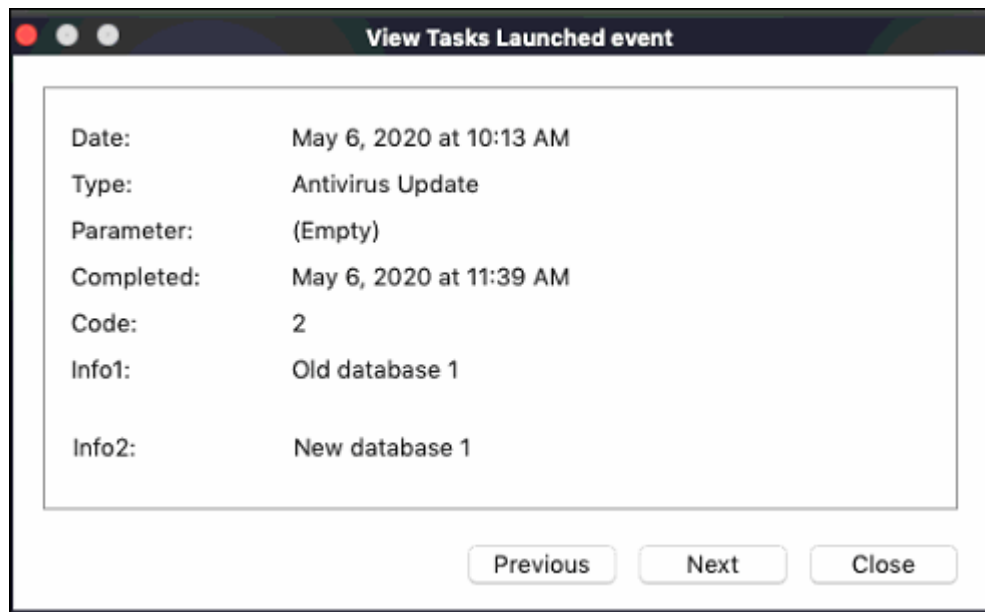 View Tasks Launched event
Date: May 6, 2020 at 10:13 AM
Type: Antivirus Update
Parameter: (Empty)
Completed: May 6, 2020 at 11:39 AM
Code: 2
Info1: Old database 1
Info2: New database 1
Previous Next Close